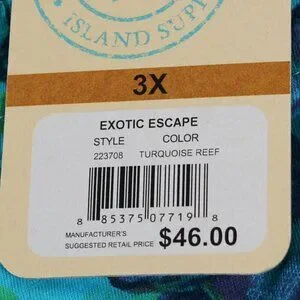 ISLAND SUPPLY
3X
EXOTIC ESCAPE
STYLE COLOR
223708 TURQUOISE REEF
8 85375 07719 8
MANUFACTURER'S
SUGGESTED RETAIL PRICE $46.00